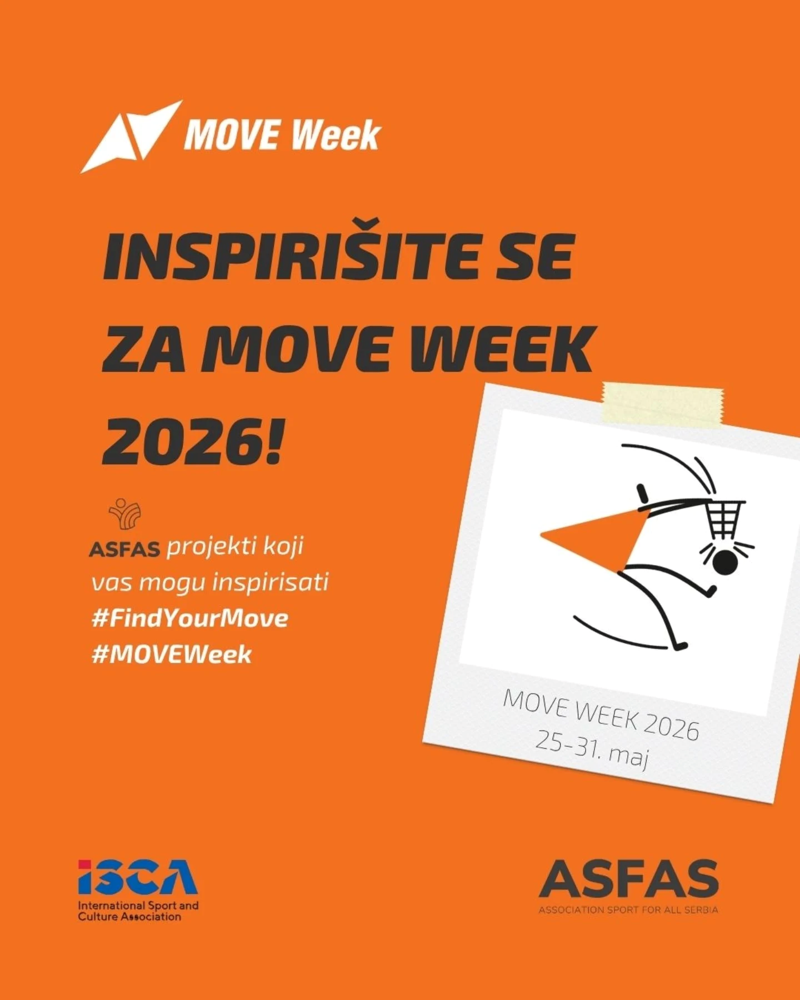 MOVE Week
INSPIRIŠITE SE
ZA MOVE WEEK
2026!
ASFAS projekti koji
vas mogu inspirisati
#FindYourMove
#MOVEWeek
MOVE WEEK 2026
25-31. maj
iSCA
International Sport and
Culture Association
ASFAS
ASSOCIATION SPORT FOR ALL SERBIA